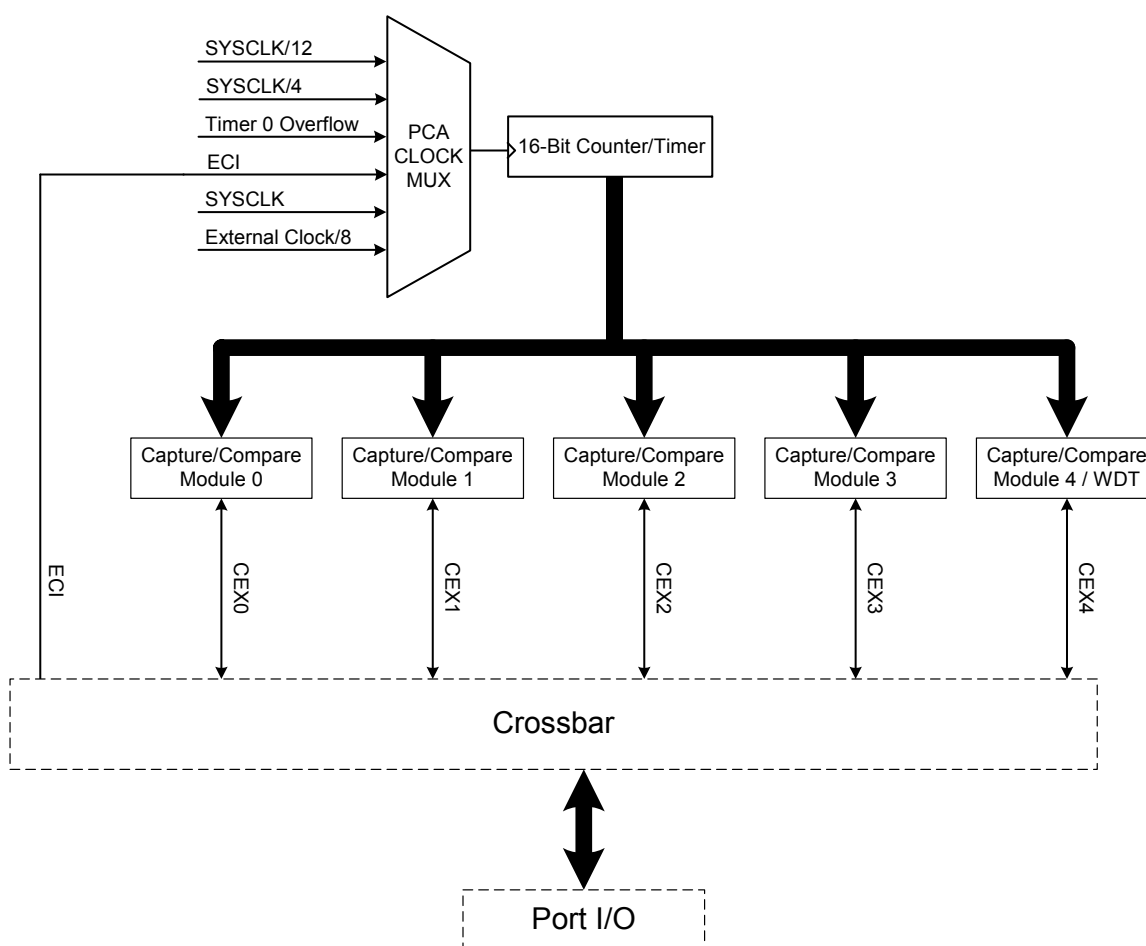 SYSCLK/12
SYSCLK/4
Timer 0 Overflow
ECI
SYSCLK
External Clock/8
PCA
CLOCK
MUX
16-Bit Counter/Timer
Capture/Compare
Module 0
Capture/Compare
Module 1
Capture/Compare
Module 2
Capture/Compare
Module 3
Capture/Compare
Module 4 / WDT
ECI
CEX0
CEX1
CEX2
CEX3
CEX4
Crossbar
Port I/O